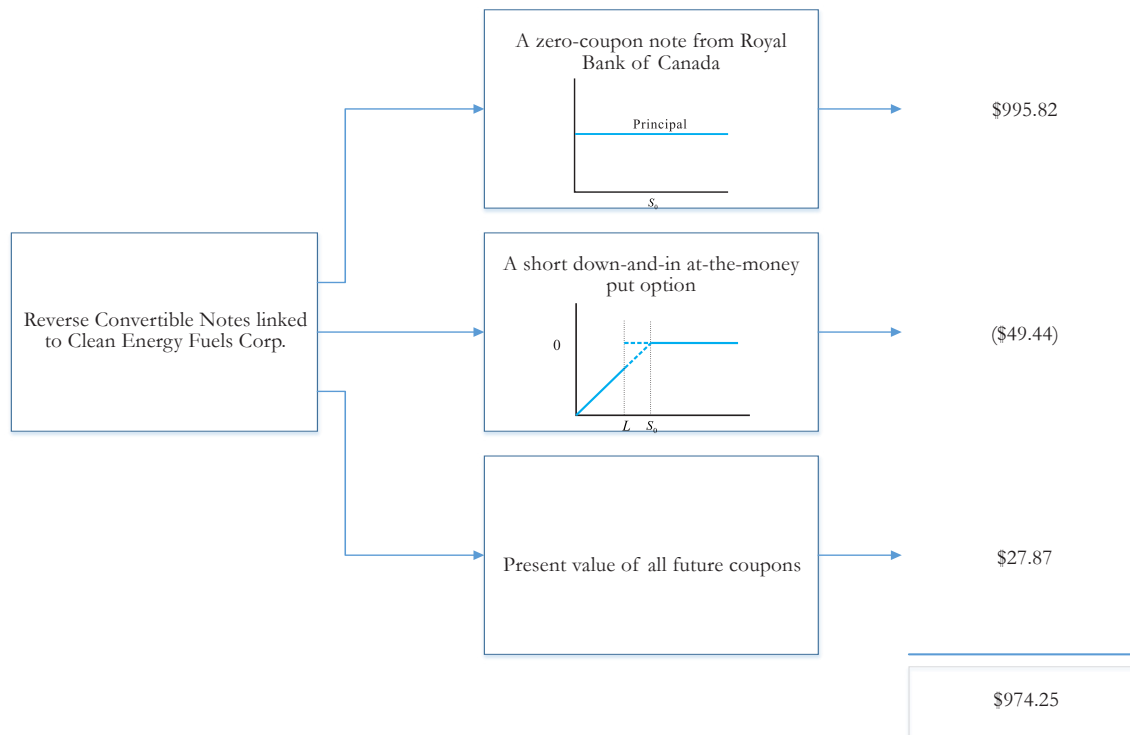 A zero-coupon note from Royal
Bank of Canada
Principal
S₀
$995.82
Reverse Convertible Notes linked
to Clean Energy Fuels Corp.
A short down-and-in at-the-money
put option
0
L S₀
($49.44)
Present value of all future coupons
$27.87
$974.25